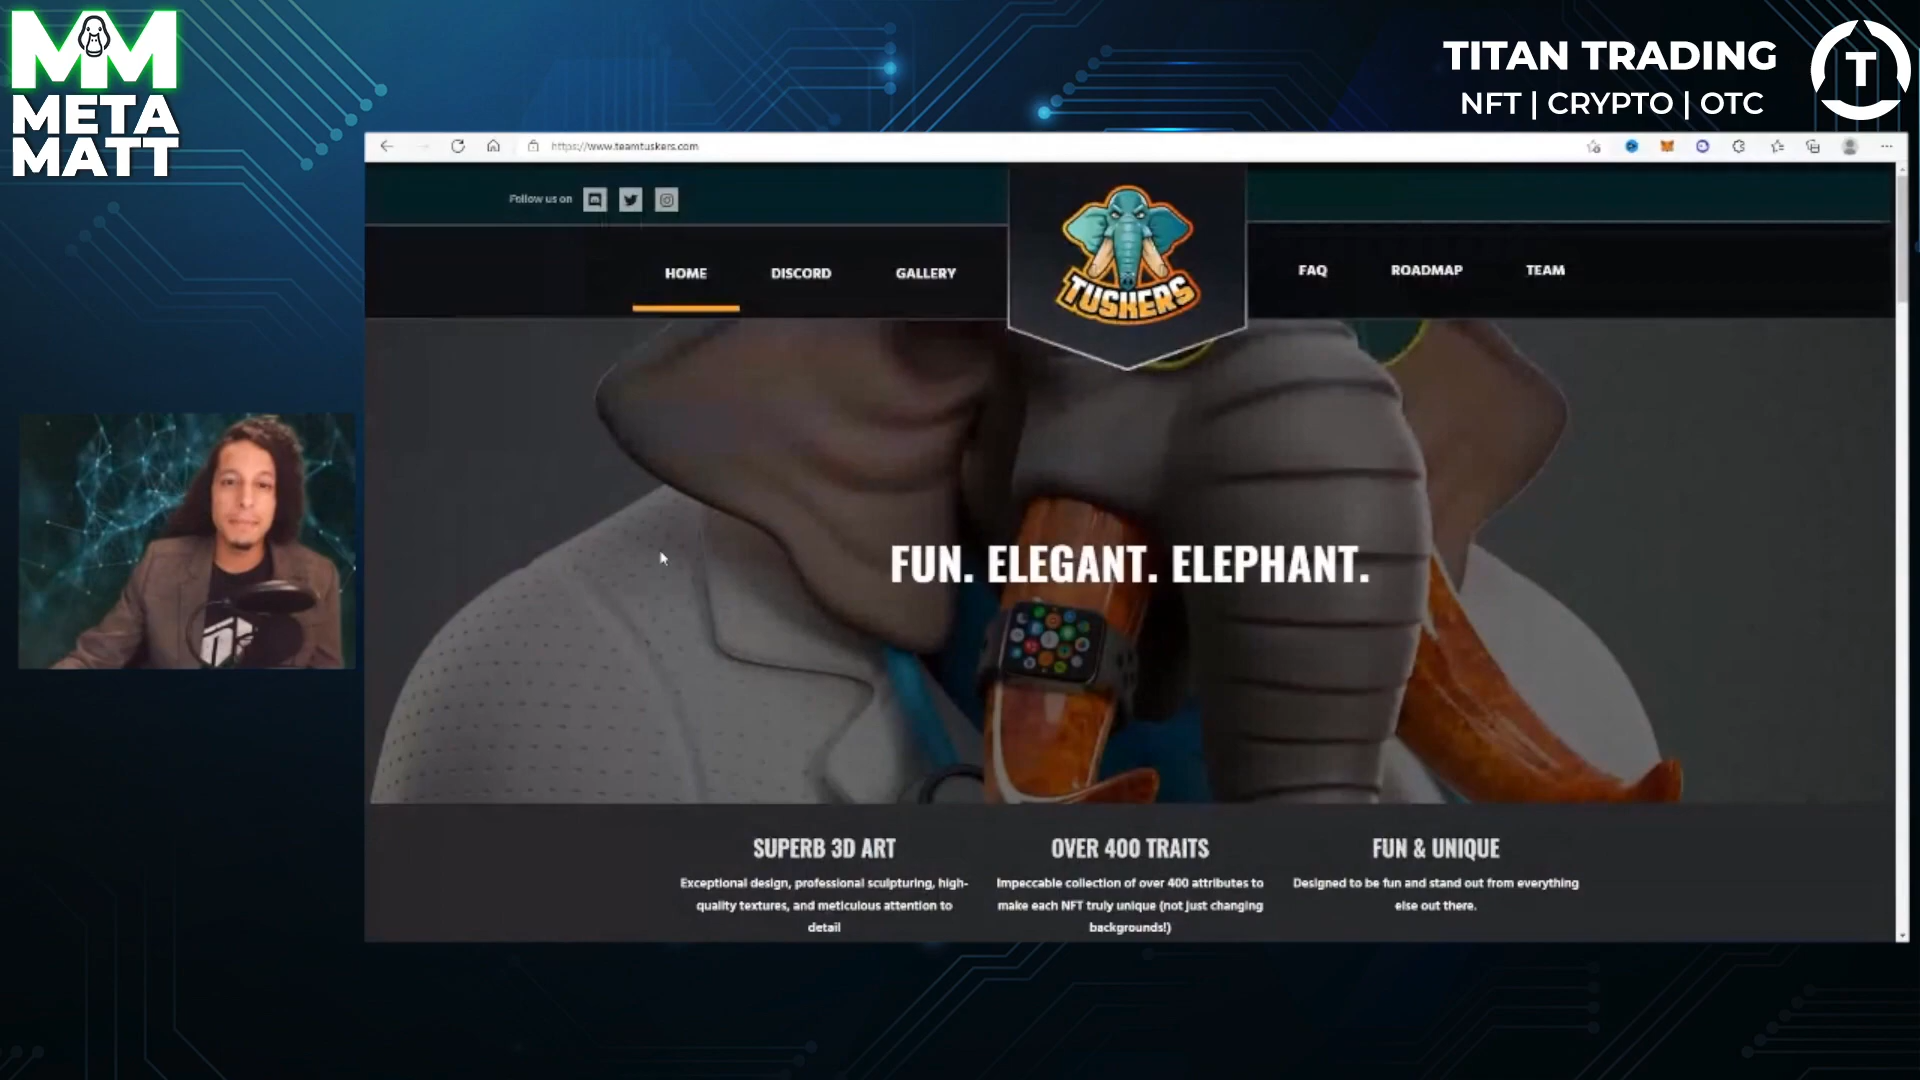 MM
META
MATT
TITAN TRADING
NFT | CRYPTO | OTC
T
https://www.teamtuskers.com
Follow us on
HOME
DISCORD
GALLERY
TUSKERS
FAQ
ROADMAP
TEAM
FUN. ELEGANT. ELEPHANT.
SUPERB 3D ART
Exceptional design, professional sculpturing, high-
quality textures, and meticulous attention to
detail
OVER 400 TRAITS
Impeccable collection of over 400 attributes to
make each NFT truly unique (not just changing
backgrounds!)
FUN & UNIQUE
Designed to be fun and stand out from everything
else out there.